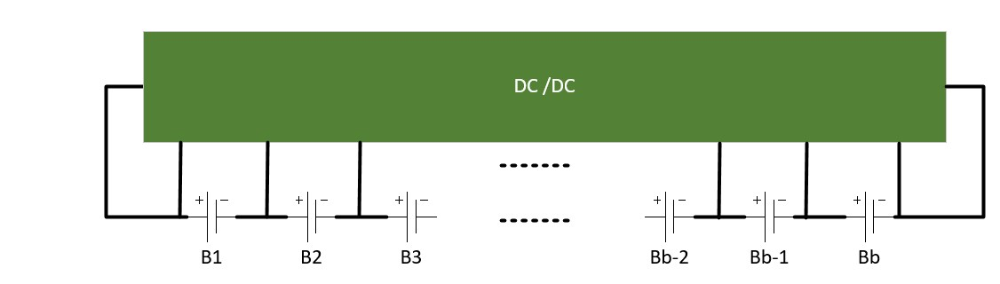 DC /DC
+ − + − + − + − + − + −
B1 B2 B3 Bb-2 Bb-1 Bb